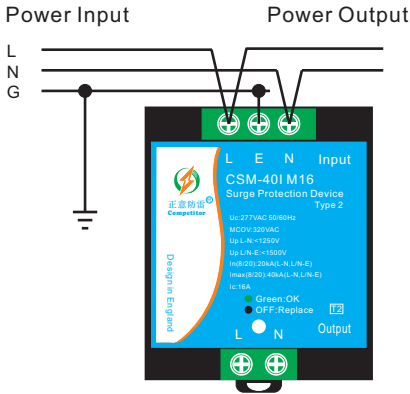 Power Input Power Output
L
N
G
L E N Input
CSM-40I M16
Surge Protection Device
Type 2
正意防雷®
Competitor
Uc:277VAC 50/60Hz
MCOV:320VAC
Up L-N:<1250V
Up L/N-E:<1500V
In(8/20):20kA(L-N,L/N-E)
Imax(8/20):40kA(L-N,L/N-E)
Ic:16A
Green:OK
OFF:Replace T2
Design in England
L N Output